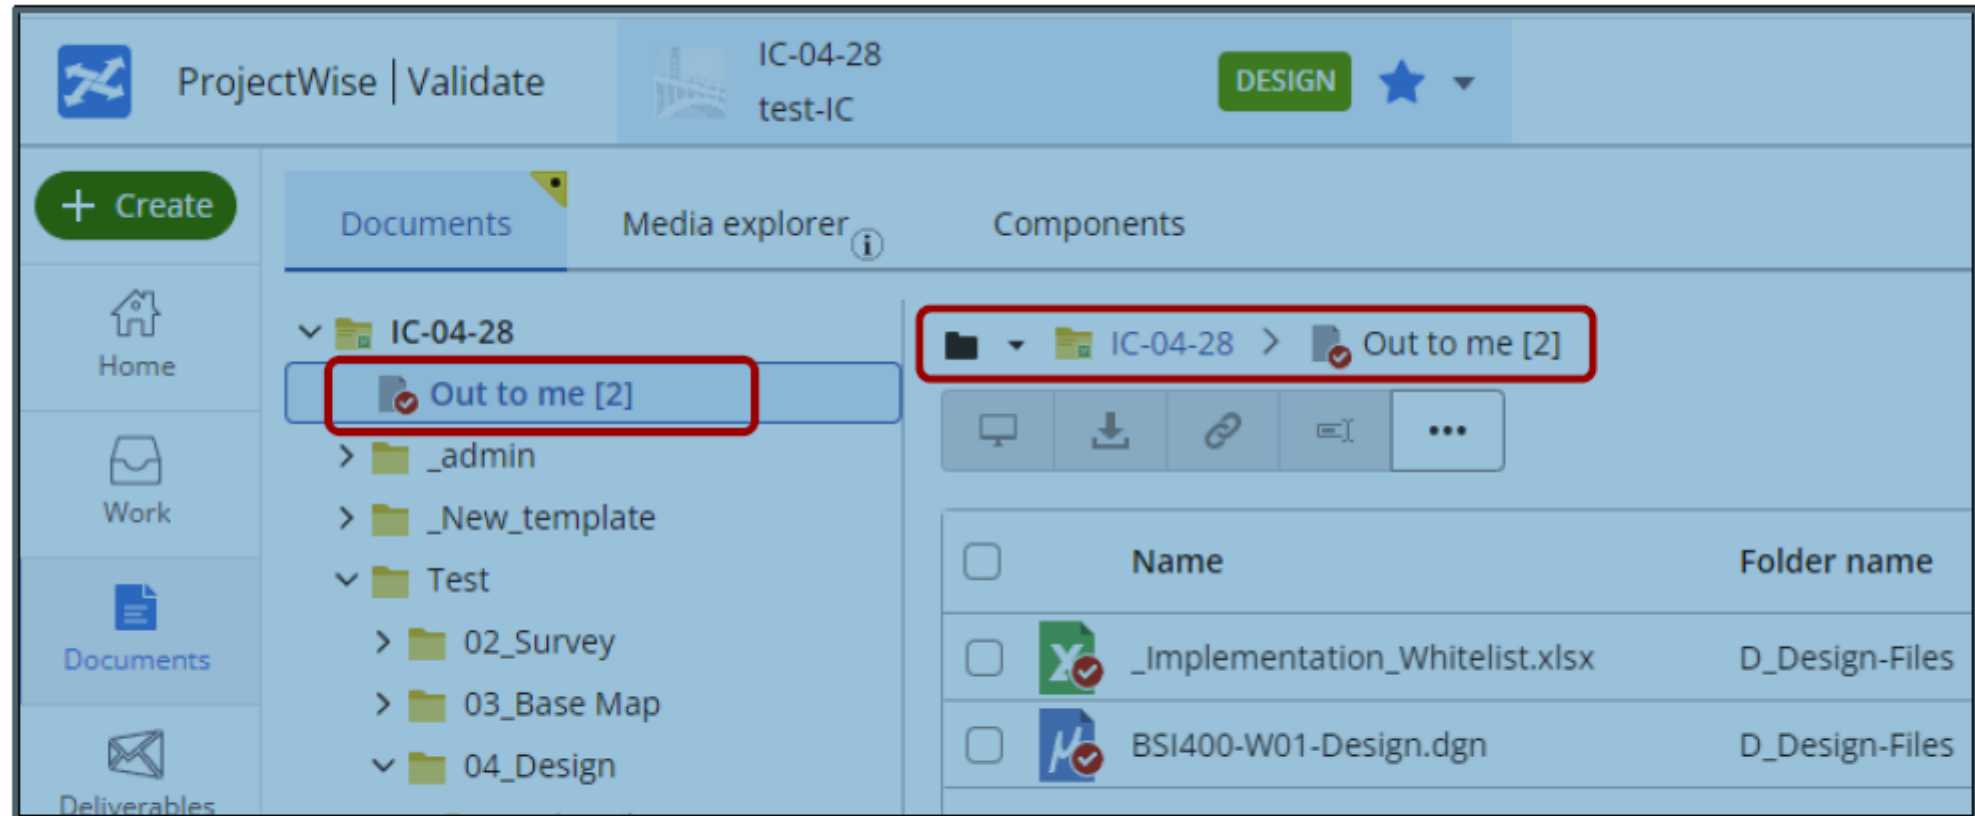 ProjectWise | Validate
IC-04-28
test-IC
DESIGN
+ Create
Home
Work
Documents
Deliverables
Documents
Media explorer
Components
IC-04-28
Out to me [2]
_admin
_New_template
Test
02_Survey
03_Base Map
04_Design
IC-04-28 > Out to me [2]
Name Folder name
_Implementation_Whitelist.xlsx D_Design-Files
BSI400-W01-Design.dgn D_Design-Files